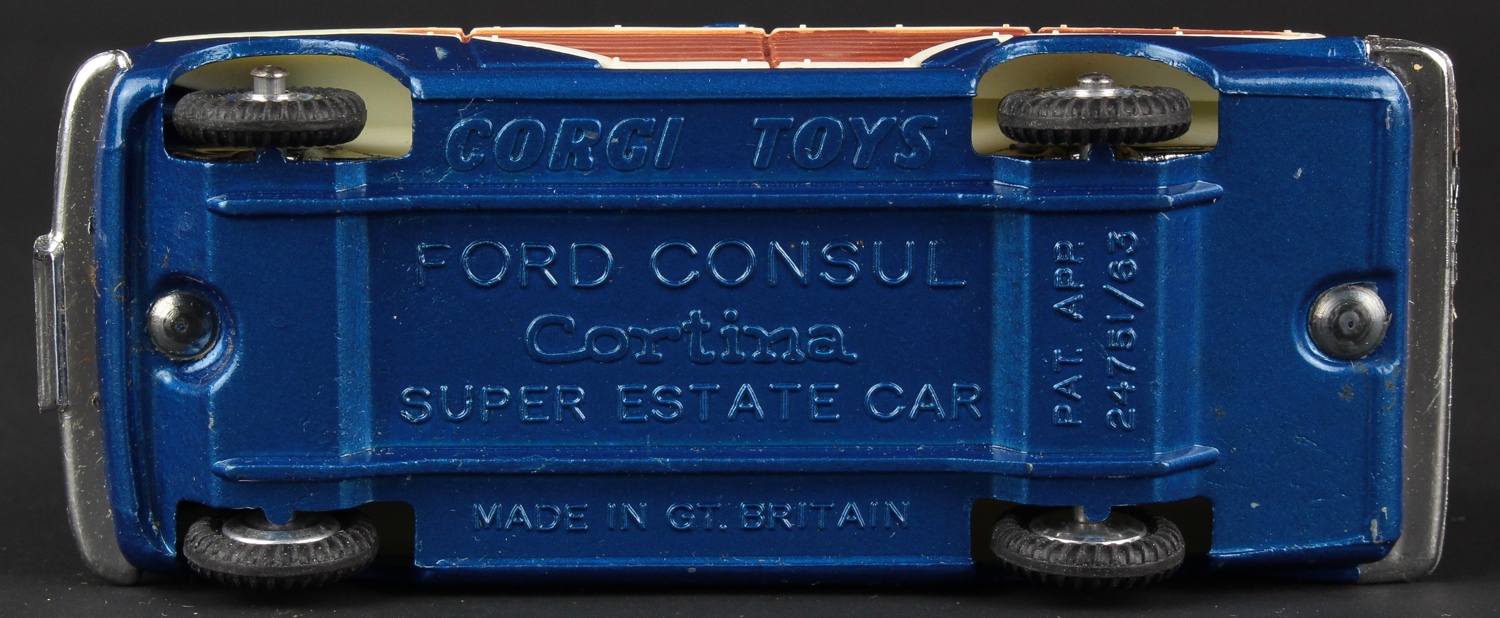 CORGI TOYS
FORD CONSUL
Cortina
SUPER ESTATE CAR
MADE IN GT. BRITAIN
PAT. APP.
24751/63